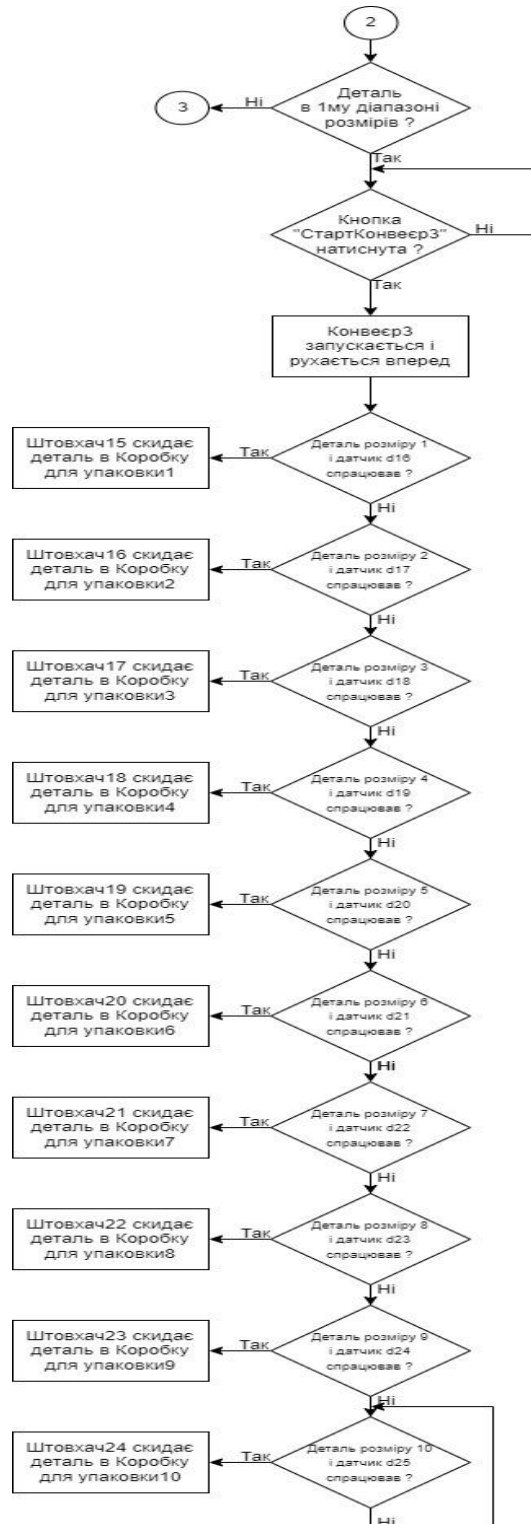 2
Деталь
в 1му діапазоні
розмірів ?
Ні
3
Так
Кнопка
"СтартКонвеєр3"
натиснута ?
Ні
Так
Конвеєр3
запускається і
рухається вперед
Деталь розміру 1
і датчик d16
спрацював ?
Так
Штовхач15 скидає
деталь в Коробку
для упаковки1
Ні
Деталь розміру 2
і датчик d17
спрацював ?
Так
Штовхач16 скидає
деталь в Коробку
для упаковки2
Ні
Деталь розміру 3
і датчик d18
спрацював ?
Так
Штовхач17 скидає
деталь в Коробку
для упаковки3
Ні
Деталь розміру 4
і датчик d19
спрацював ?
Так
Штовхач18 скидає
деталь в Коробку
для упаковки4
Ні
Деталь розміру 5
і датчик d20
спрацював ?
Так
Штовхач19 скидає
деталь в Коробку
для упаковки5
Ні
Деталь розміру 6
і датчик d21
спрацював ?
Так
Штовхач20 скидає
деталь в Коробку
для упаковки6
Ні
Деталь розміру 7
і датчик d22
спрацював ?
Так
Штовхач21 скидає
деталь в Коробку
для упаковки7
Ні
Деталь розміру 8
і датчик d23
спрацював ?
Так
Штовхач22 скидає
деталь в Коробку
для упаковки8
Ні
Деталь розміру 9
і датчик d24
спрацював ?
Так
Штовхач23 скидає
деталь в Коробку
для упаковки9
Ні
Деталь розміру 10
і датчик d25
спрацював ?
Так
Штовхач24 скидає
деталь в Коробку
для упаковки10
Ні